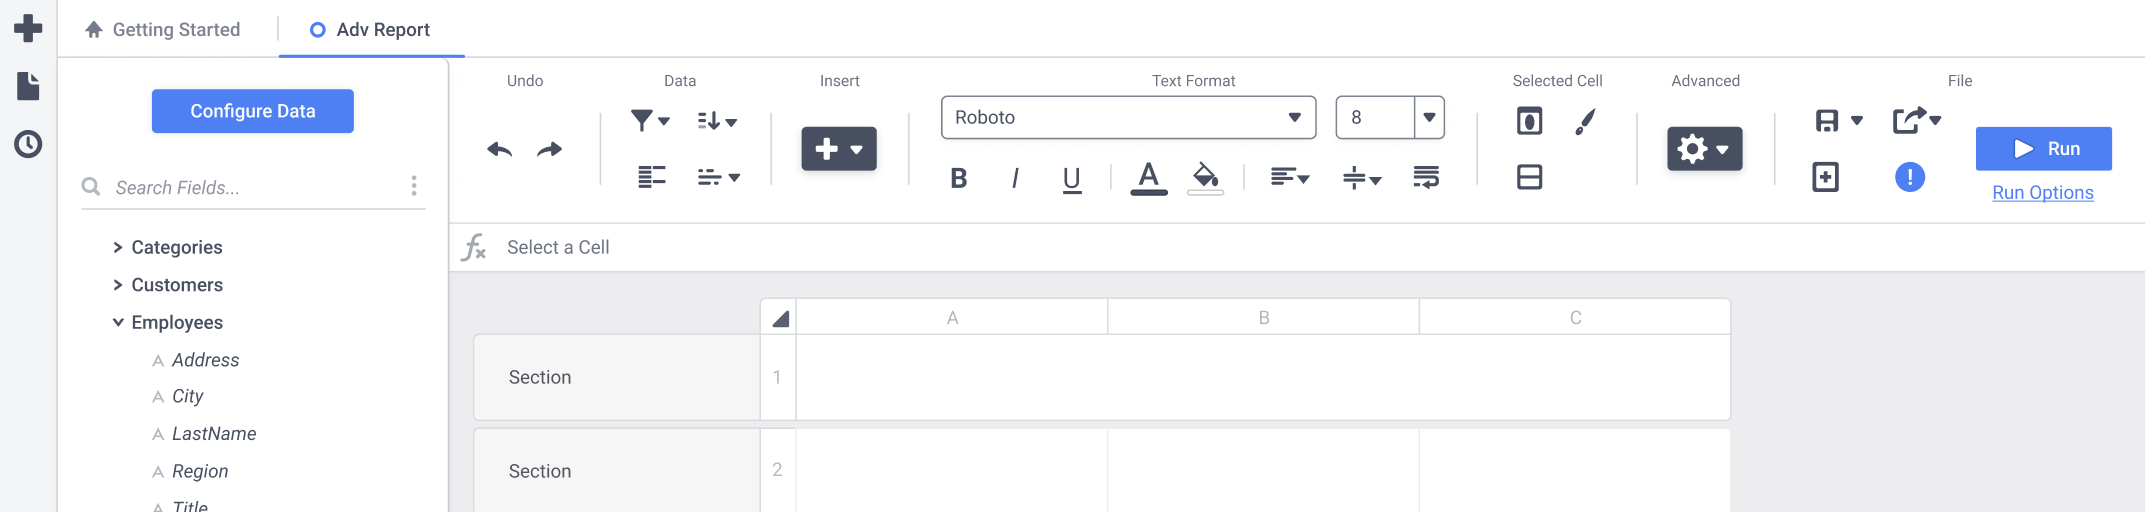 Getting Started
Adv Report
Configure Data
Search Fields...
Categories
Customers
Employees
A Address
A City
A LastName
A Region
A Title
Undo
Data
Insert
Text Format
Selected Cell
Advanced
File
Roboto
8
B I U A
Run
Run Options
fx Select a Cell
A B C
Section 1
Section 2